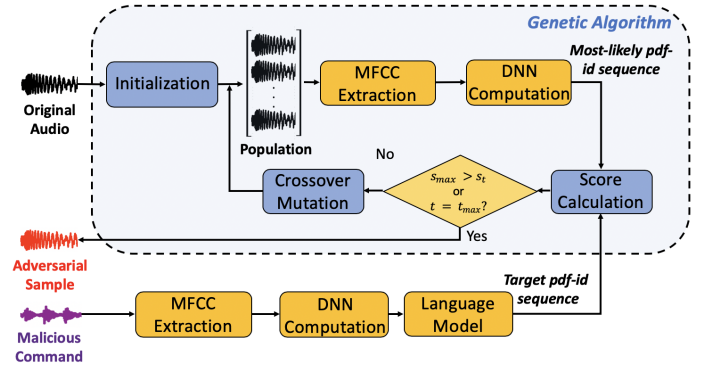 Genetic Algorithm
Most-likely pdf-
id sequence
Original
Audio
Initialization
Population
MFCC
Extraction
DNN
Computation
No
Crossover
Mutation
s_max > s_t
or
t = t_max?
Score
Calculation
Yes
Adversarial
Sample
Target pdf-id
sequence
Malicious
Command
MFCC
Extraction
DNN
Computation
Language
Model